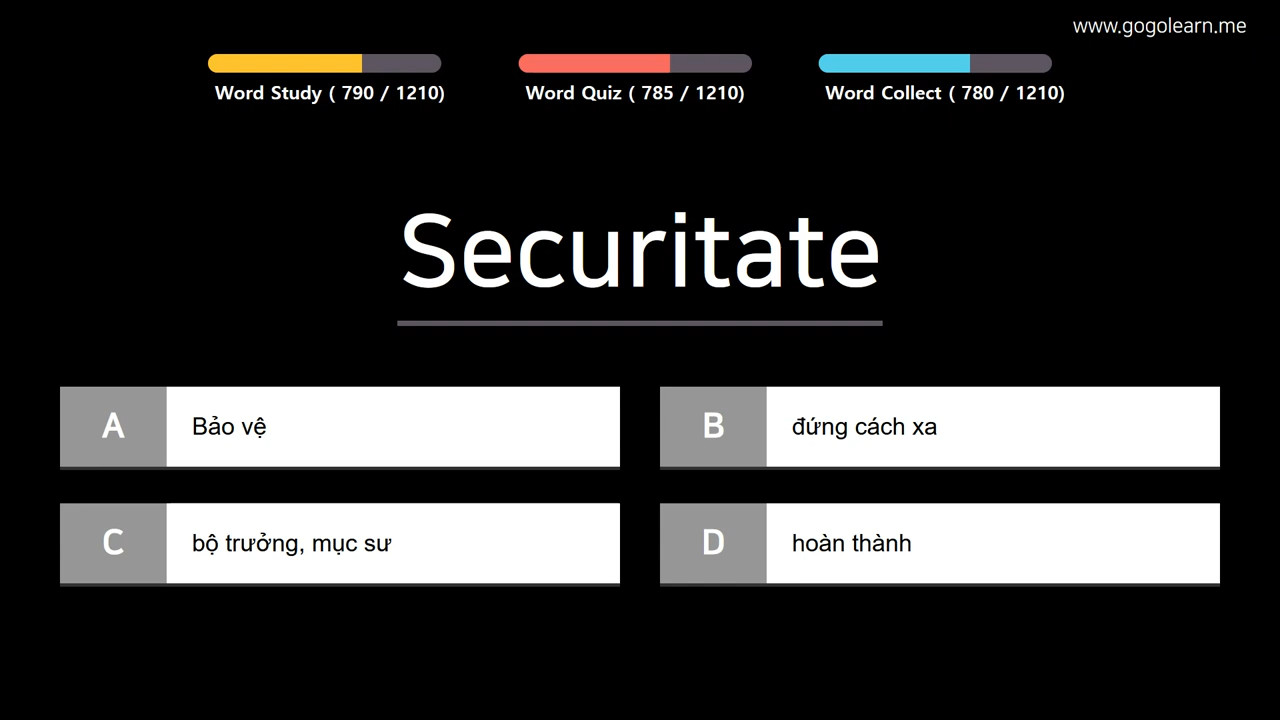 www.gogolearn.me
Word Study ( 790 / 1210)
Word Quiz ( 785 / 1210)
Word Collect ( 780 / 1210)
Securitate
A
Bảo vệ
B
đứng cách xa
C
bộ trưởng, mục sư
D
hoàn thành